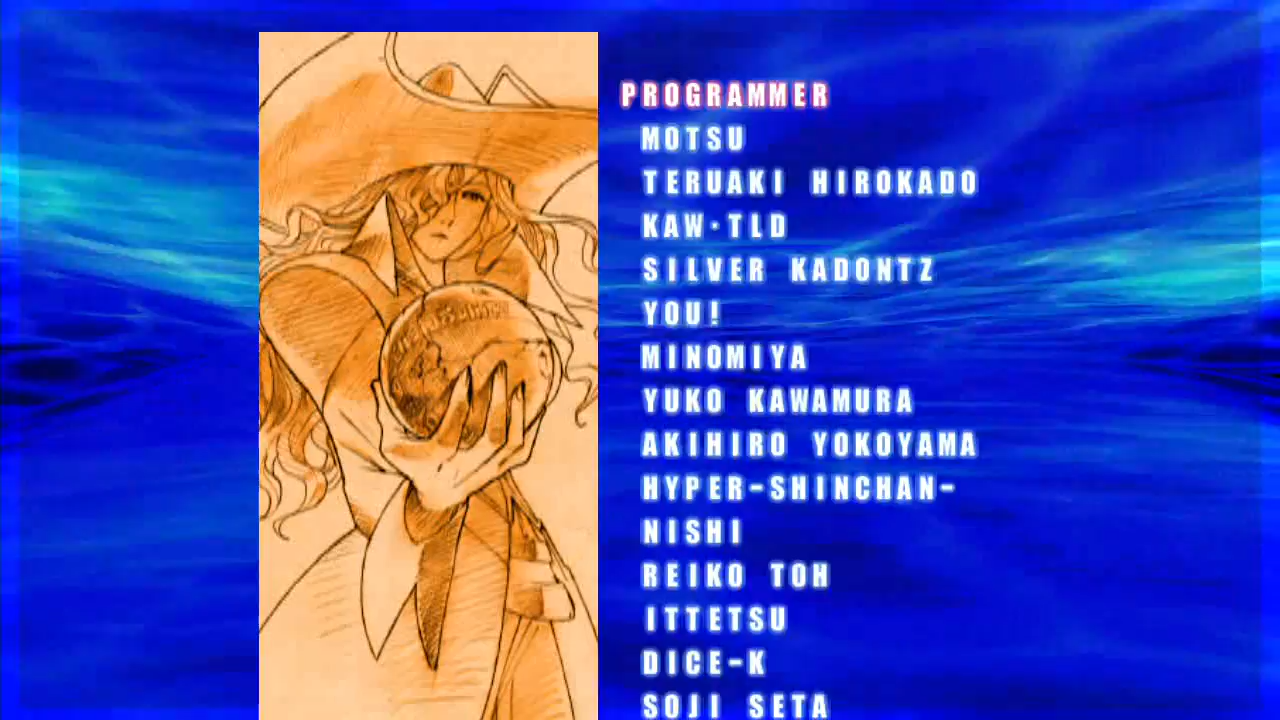 PROGRAMMER
MOTSU
TERUAKI HIROKADO
KAW·TLD
SILVER KADONTZ
YOU!
MINOMIYA
YUKO KAWAMURA
AKIHIRO YOKOYAMA
HYPER-SHINCHAN-
NISHI
REIKO TOH
ITTETSU
DICE-K
SOJI SETA